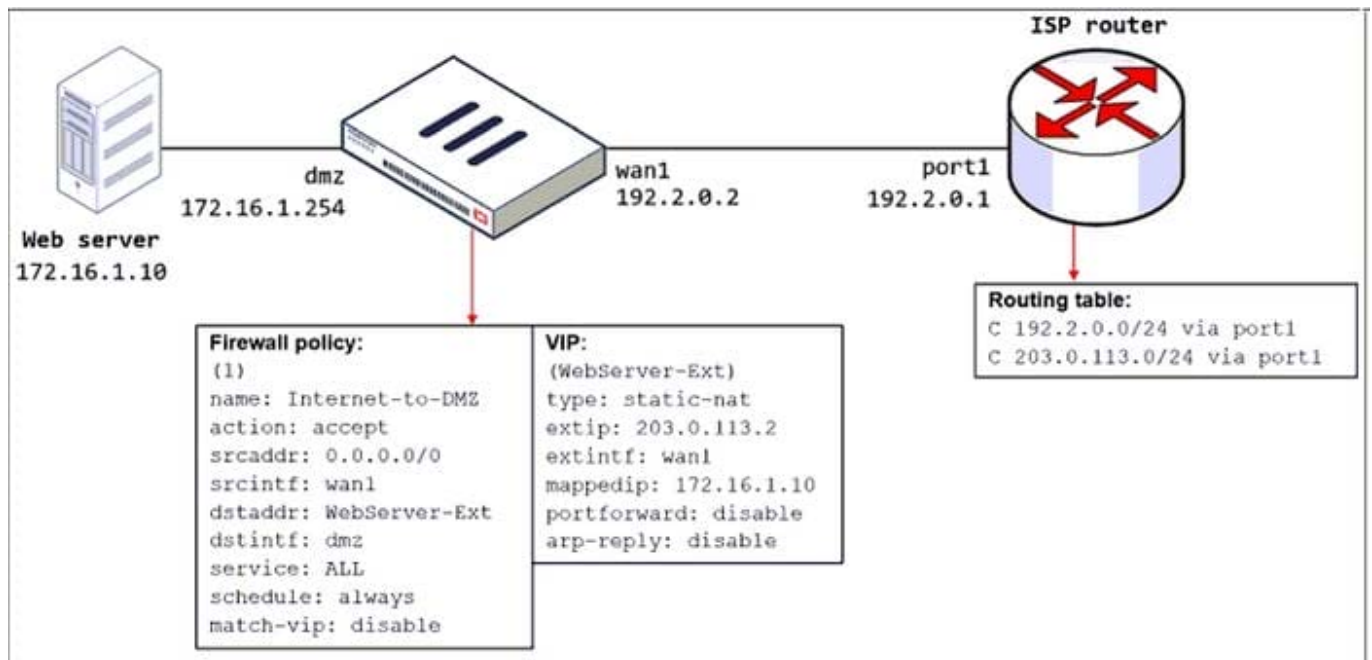 ISP router
dmz
172.16.1.254
wan1
192.2.0.2
port1
192.2.0.1
Web server
172.16.1.10
Firewall policy:
(1)
name: Internet-to-DMZ
action: accept
srcaddr: 0.0.0.0/0
srcintf: wan1
dstaddr: WebServer-Ext
dstintf: dmz
service: ALL
schedule: always
match-vip: disable
VIP:
(WebServer-Ext)
type: static-nat
extip: 203.0.113.2
extintf: wan1
mappedip: 172.16.1.10
portforward: disable
arp-reply: disable
Routing table:
C 192.2.0.0/24 via port1
C 203.0.113.0/24 via port1